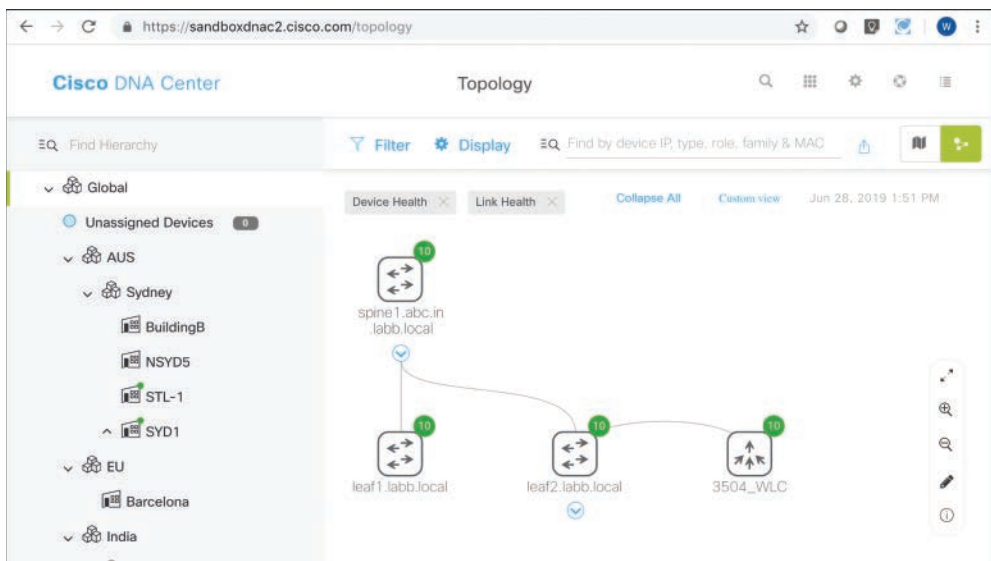 https://sandboxdnac2.cisco.com/topology
W
Cisco DNA Center
Topology
Find Hierarchy
Filter
Display
Find by device IP, type, role, family & MAC
Global
Device Health
Link Health
Collapse All
Custom view
Jun 28, 2019 1:51 PM
Unassigned Devices
0
AUS
Sydney
BuildingB
NSYD5
STL-1
SYD1
EU
Barcelona
India
10
spine1.abc.in
.labb.local
10
leaf1.labb.local
10
leaf2.labb.local
10
3504_WLC